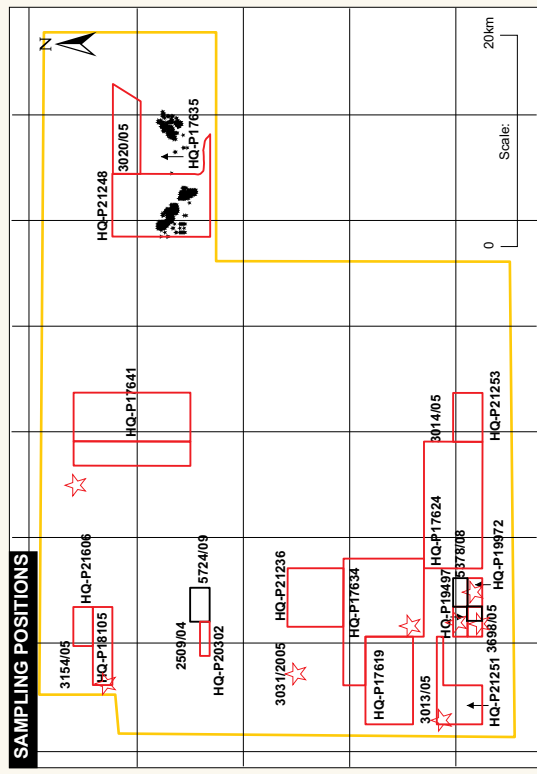 SAMPLING POSITIONS
N
3154/05
HQ-P21606
HQ-P18105
HQ-P17641
HQ-P21248
3020/05
HQ-P17635
2509/04
5724/09
HQ-P20302
3031/2005
HQ-P21236
HQ-P17634
HQ-P17619
HQ-P17624
3014/05
HQ-P21253
3013/05
HQ-P19497
5378/08
HQ-P19972
3698/05
HQ-P21251
Scale:
0
20km